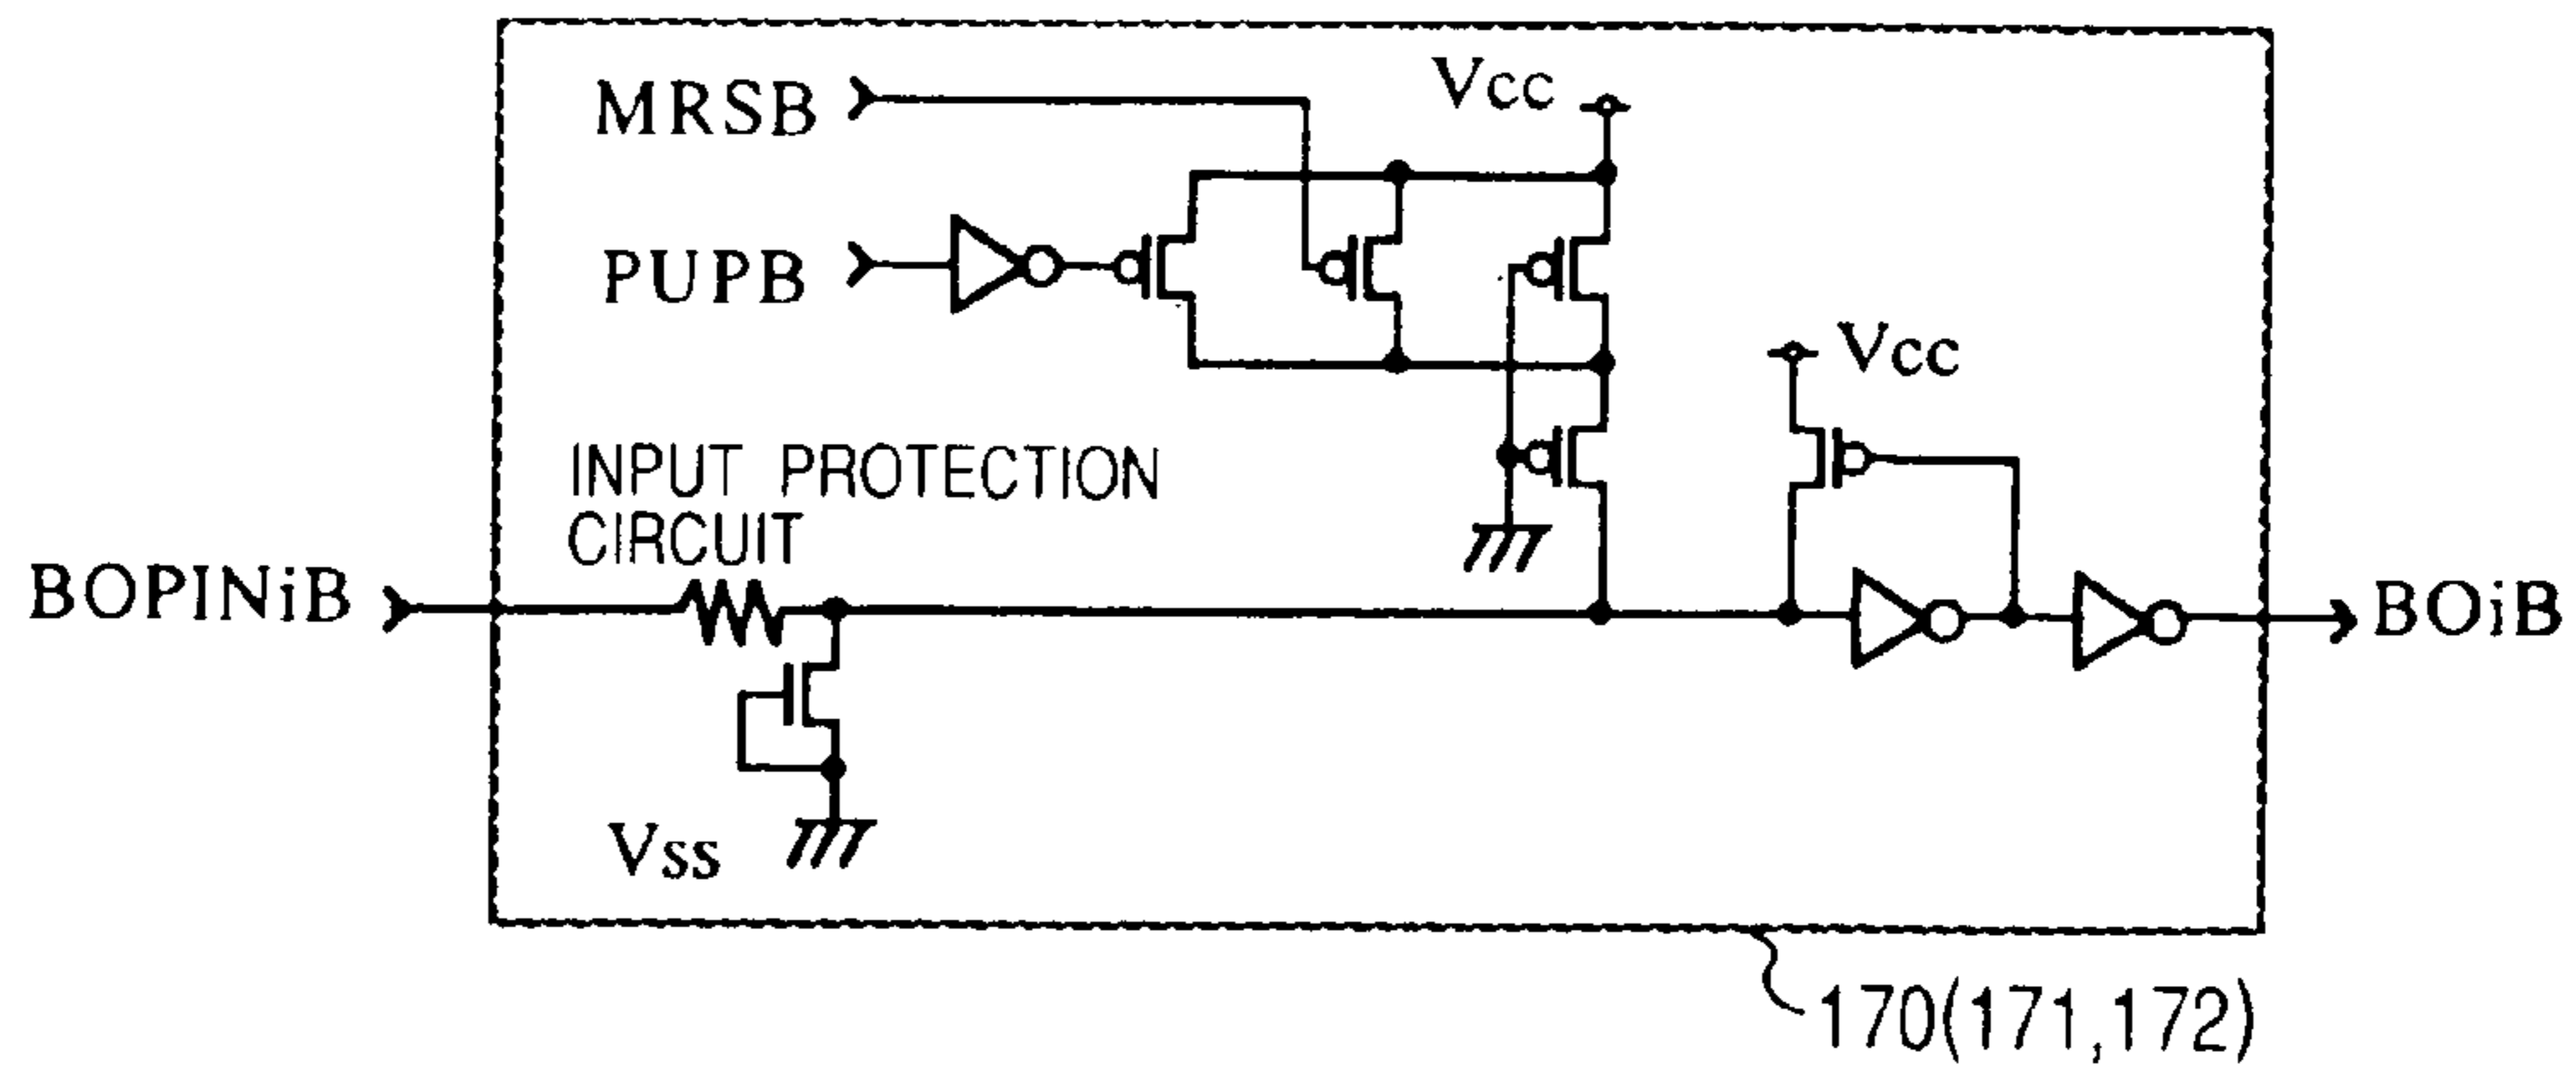 MRSB
Vcc
PUPB
Vcc
INPUT PROTECTION
CIRCUIT
BOPINiB
BOiB
Vss
170(171,172)